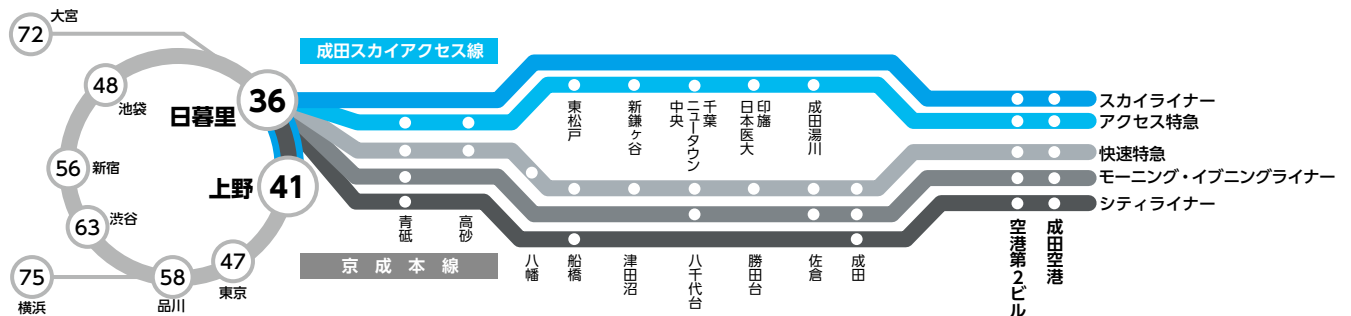 大宮
72
成田スカイアクセス線
48
池袋
36
日暮里
56
新宿
上野
41
63
渋谷
75
横浜
58
品川
47
東京
京成本線
青砥
高砂
東松戸
新鎌ヶ谷
千葉
ニュータウン
中央
印旛
日本医大
成田湯川
八幡
船橋
津田沼
八千代台
勝田台
佐倉
成田
空港第2ビル
成田空港
スカイライナー
アクセス特急
快速特急
モーニング・イブニングライナー
シティライナー